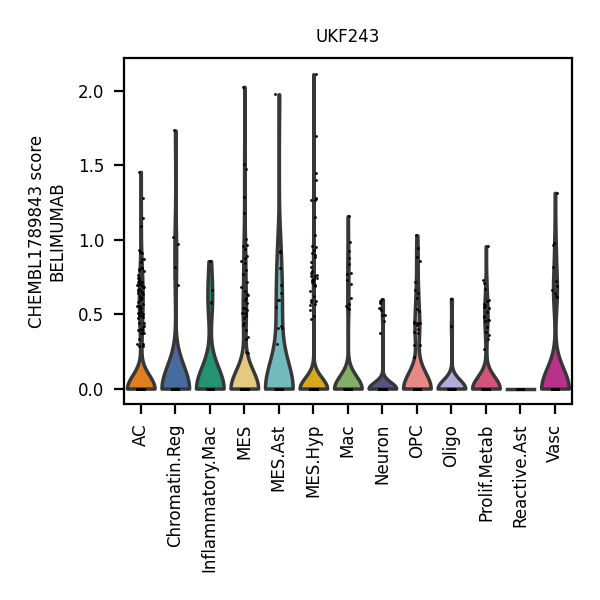 UKF243
CHEMBL1789843 score
BELIMUMAB
2.0
1.5
1.0
0.5
0.0
AC
Chromatin.Reg
Inflammatory.Mac
MES
MES.Ast
MES.Hyp
Mac
Neuron
OPC
Oligo
Prolif.Metab
Reactive.Ast
Vasc